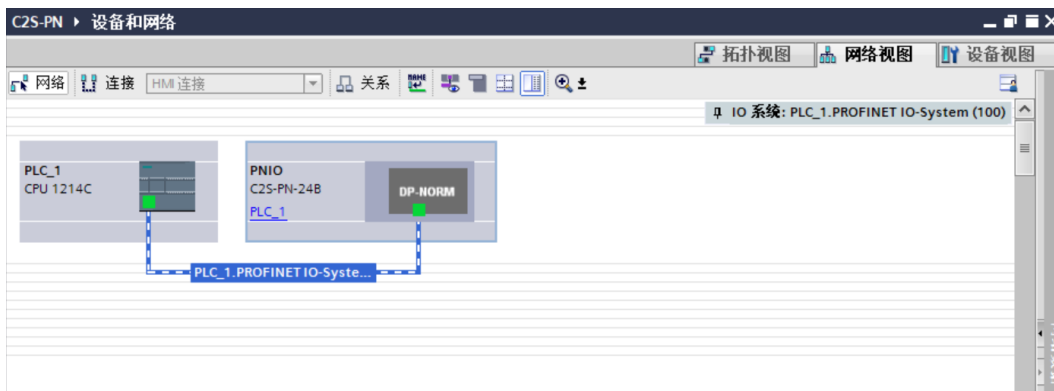 C2S-PN ▸ 设备和网络
拓扑视图 网络视图 设备视图
网络 连接 HMI 连接 关系
IO 系统: PLC_1.PROFINET IO-System (100)
PLC_1
CPU 1214C
PNIO
C2S-PN-24B
PLC_1
DP-NORM
PLC_1.PROFINET IO-Syste...